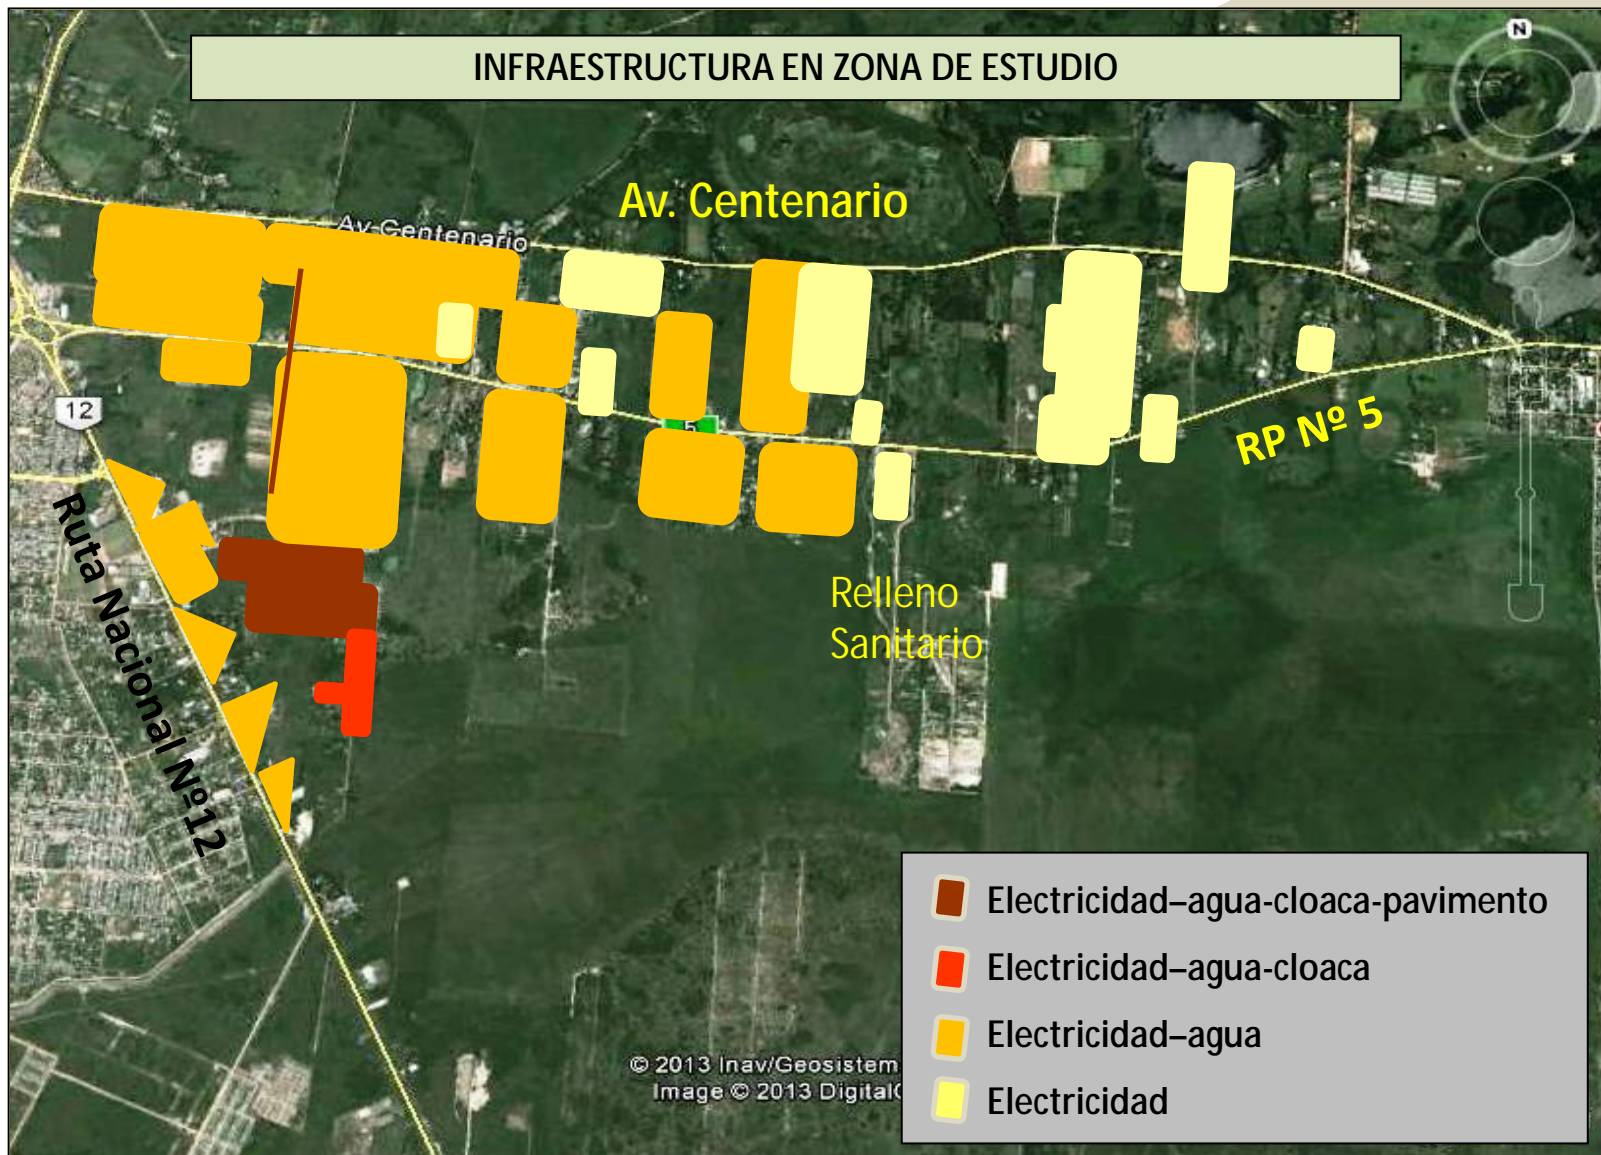 INFRAESTRUCTURA EN ZONA DE ESTUDIO
N
Av. Centenario
Av Centenario
12
5
RP Nº 5
Ruta Nacional Nº12
Relleno
Sanitario
Electricidad–agua-cloaca-pavimento
Electricidad–agua-cloaca
Electricidad–agua
Electricidad
© 2013 Inav/Geosistem
Image © 2013 Digital